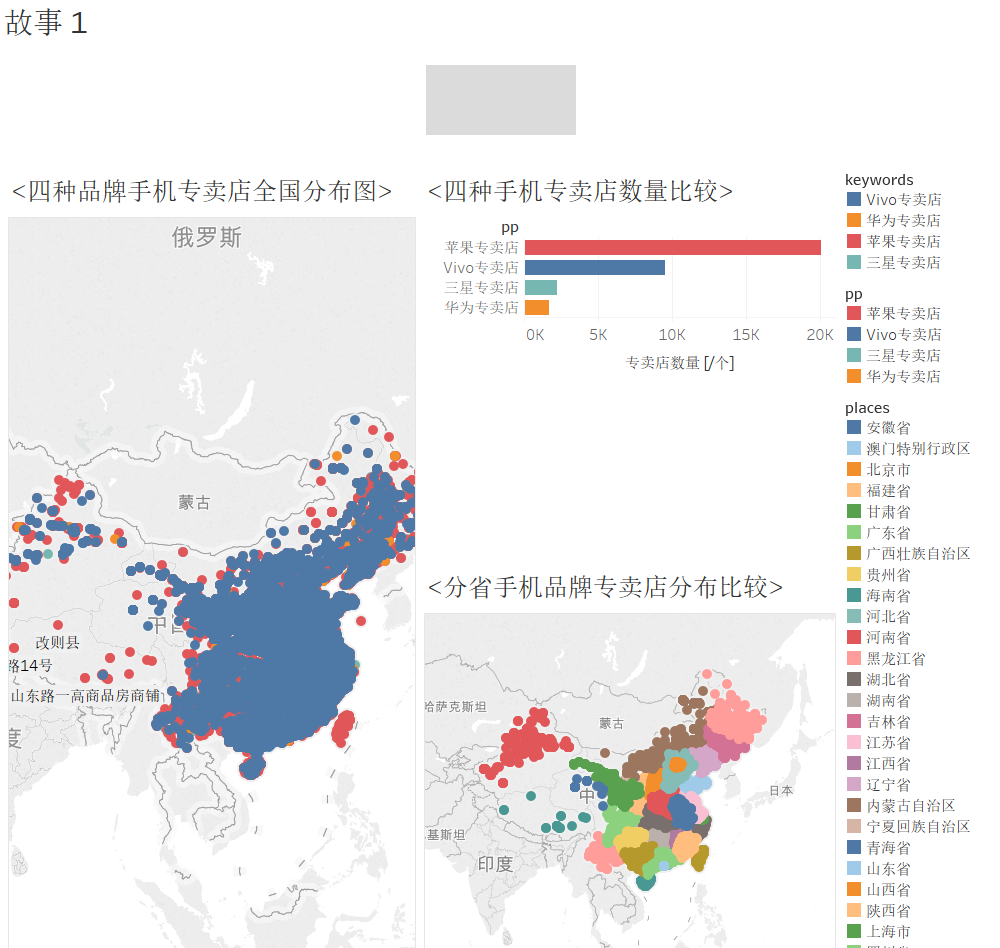 故事 1
<四种品牌手机专卖店全国分布图>
俄罗斯
蒙古
中国
改则县
路14号
山东路一高商品房商铺
度
<四种手机专卖店数量比较>
pp
苹果专卖店
Vivo专卖店
三星专卖店
华为专卖店
0K 5K 10K 15K 20K
专卖店数量 [/个]
<分省手机品牌专卖店分布比较>
哈萨克斯坦
蒙古
中
日本
基斯坦
印度
keywords
Vivo专卖店
华为专卖店
苹果专卖店
三星专卖店
pp
苹果专卖店
Vivo专卖店
三星专卖店
华为专卖店
places
安徽省
澳门特别行政区
北京市
福建省
甘肃省
广东省
广西壮族自治区
贵州省
海南省
河北省
河南省
黑龙江省
湖北省
湖南省
吉林省
江苏省
江西省
辽宁省
内蒙古自治区
宁夏回族自治区
青海省
山东省
山西省
陕西省
上海市